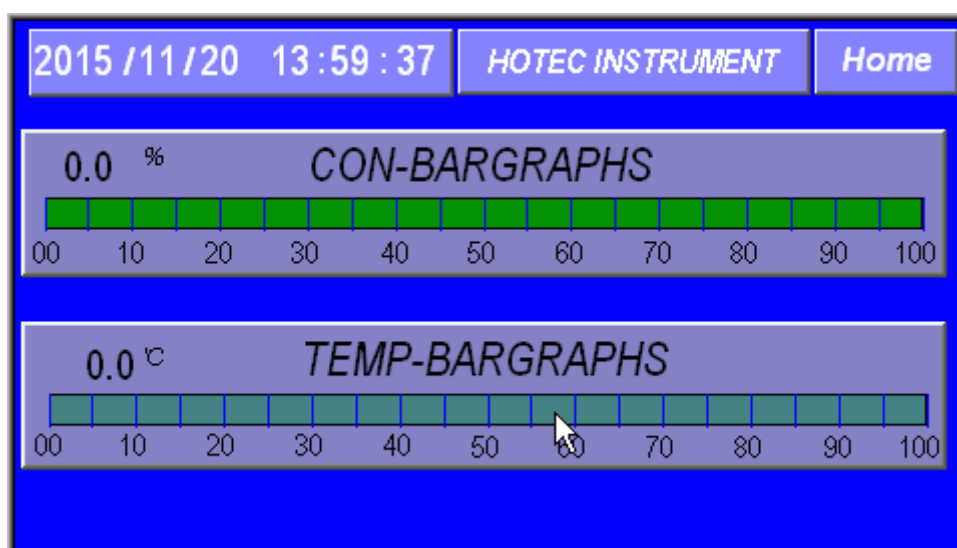 2015/11/20 13:59:37 HOTEC INSTRUMENT Home
0.0 % CON-BARGRAPHS
00 10 20 30 40 50 60 70 80 90 100
0.0 ℃ TEMP-BARGRAPHS
00 10 20 30 40 50 60 70 80 90 100